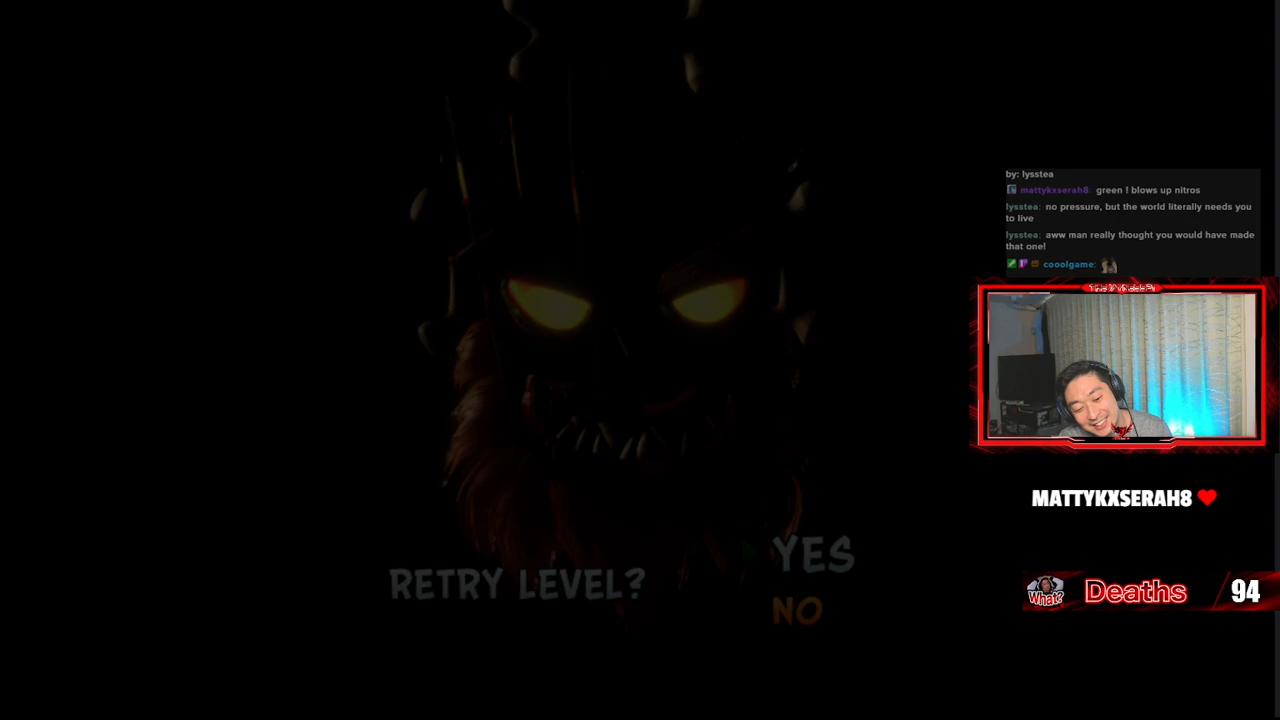 by: lysstea
mattykxserah8: green ! blows up nitros
lysstea: no pressure, but the world literally needs you
to live
lysstea: aww man really thought you would have made
that one!
cooolgame:
MATTYKXSERAH8
What?
Deaths
94
RETRY LEVEL?
YES
NO